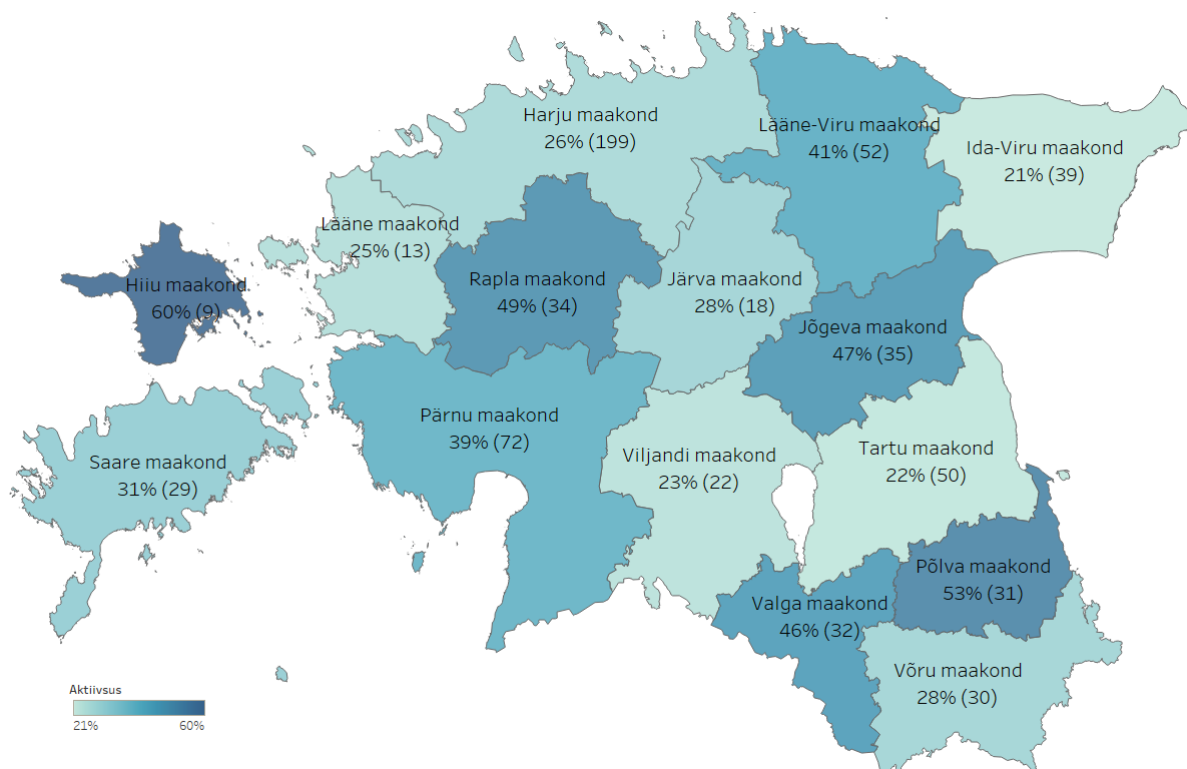 Harju maakond
26% (199)
Lääne-Viru maakond
41% (52)
Ida-Viru maakond
21% (39)
Lääne maakond
25% (13)
Hiiu maakond
60% (9)
Rapla maakond
49% (34)
Järva maakond
28% (18)
Jõgeva maakond
47% (35)
Pärnu maakond
39% (72)
Viljandi maakond
23% (22)
Tartu maakond
22% (50)
Saare maakond
31% (29)
Põlva maakond
53% (31)
Valga maakond
46% (32)
Võru maakond
28% (30)
Aktiivsus
21% 60%